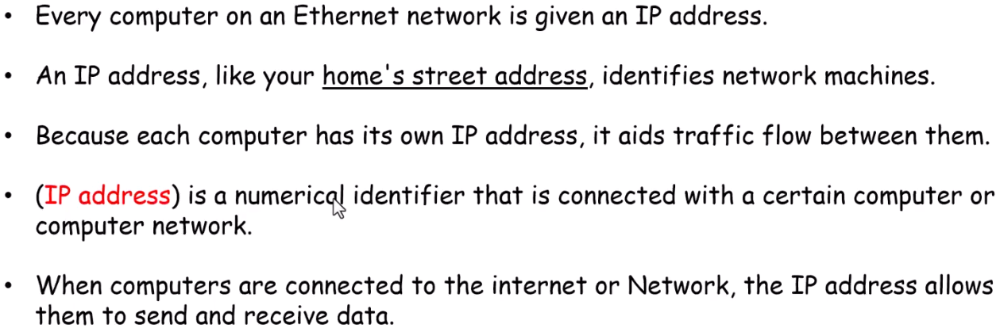 • Every computer on an Ethernet network is given an IP address.
• An IP address, like your home's street address, identifies network machines.
• Because each computer has its own IP address, it aids traffic flow between them.
• (IP address) is a numerical identifier that is connected with a certain computer or
computer network.
• When computers are connected to the internet or Network, the IP address allows
them to send and receive data.